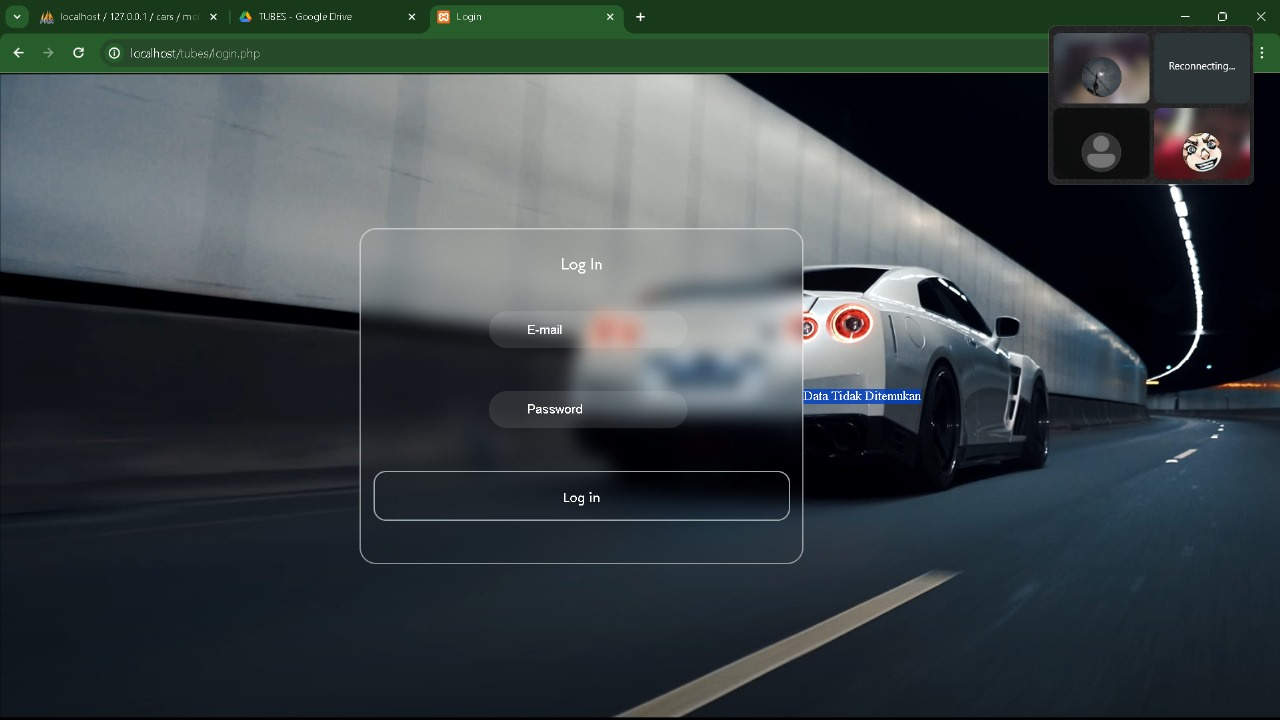 localhost / 127.0.0.1 / cars / mo
TUBES - Google Drive
Login
localhost/tubes/login.php
Reconnecting...
Log In
E-mail
Password
Data Tidak Ditemukan
Log in